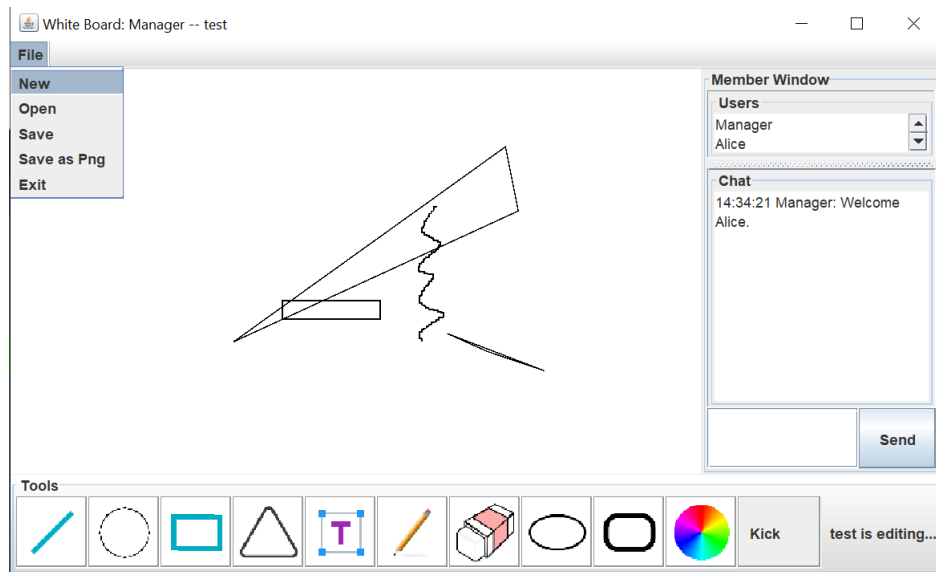 White Board: Manager -- test
File
New
Open
Save
Save as Png
Exit
Member Window
Users
Manager
Alice
Chat
14:34:21 Manager: Welcome
Alice.
Send
Tools
T
Kick
test is editing...